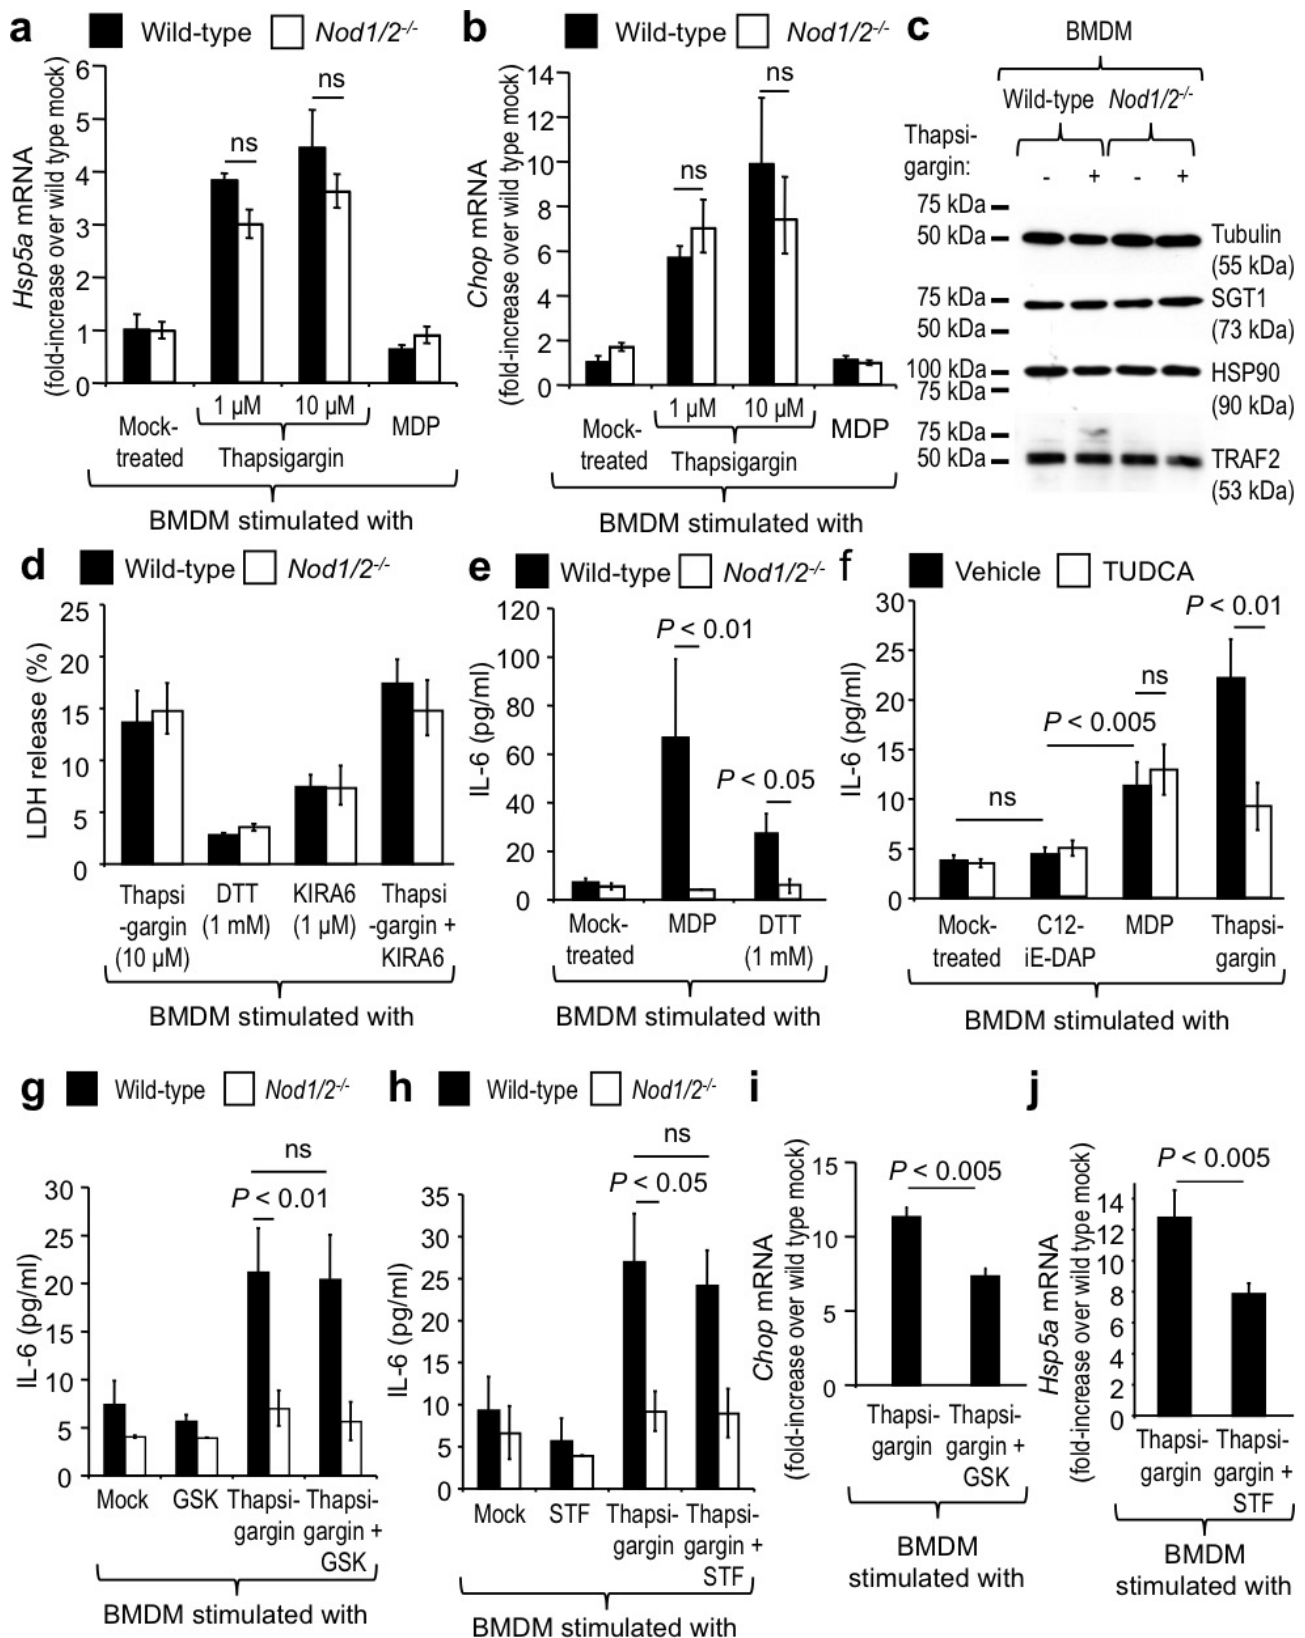 a
Wild-type
Nod1/2-/-
Hsp5a mRNA
(fold-increase over wild type mock)
6
5
4
3
2
1
0
ns
ns
1 µM
10 µM
Mock-
treated
Thapsigargin
MDP
BMDM stimulated with
b
Wild-type
Nod1/2-/-
Chop mRNA
(fold-increase over wild type mock)
14
12
10
8
6
4
2
0
ns
ns
1 µM
10 µM
Mock-
treated
Thapsigargin
MDP
BMDM stimulated with
c
BMDM
Wild-type
Nod1/2-/-
Thapsi-
gargin:
- + - +
75 kDa
50 kDa
Tubulin
(55 kDa)
75 kDa
50 kDa
SGT1
(73 kDa)
100 kDa
75 kDa
HSP90
(90 kDa)
75 kDa
50 kDa
TRAF2
(53 kDa)
d
Wild-type
Nod1/2-/-
LDH release (%)
25
20
15
10
5
0
Thapsi
-gargin
(10 µM)
DTT
(1 mM)
KIRA6
(1 µM)
Thapsi
-gargin +
KIRA6
BMDM stimulated with
e
Wild-type
Nod1/2-/-
IL-6 (pg/ml)
120
100
80
60
40
20
0
P < 0.01
P < 0.05
Mock-
treated
MDP
DTT
(1 mM)
BMDM stimulated with
f
Vehicle
TUDCA
IL-6 (pg/ml)
30
25
20
15
10
5
0
P < 0.01
ns
P < 0.005
ns
Mock-
treated
C12-
iE-DAP
MDP
Thapsi-
gargin
BMDM stimulated with
g
Wild-type
Nod1/2-/-
IL-6 (pg/ml)
30
25
20
15
10
5
0
ns
P < 0.01
Mock
GSK
Thapsi-
gargin
Thapsi-
gargin +
GSK
BMDM stimulated with
h
Wild-type
Nod1/2-/-
IL-6 (pg/ml)
35
30
25
20
15
10
5
0
ns
P < 0.05
Mock
STF
Thapsi-
gargin
Thapsi-
gargin +
STF
BMDM stimulated with
i
Chop mRNA
(fold-increase over wild type mock)
15
10
5
0
P < 0.005
Thapsi-
gargin
Thapsi-
gargin +
GSK
BMDM
stimulated with
j
Hsp5a mRNA
(fold-increase over wild type mock)
14
12
10
8
6
4
2
0
P < 0.005
Thapsi-
gargin
Thapsi-
gargin +
STF
BMDM
stimulated with